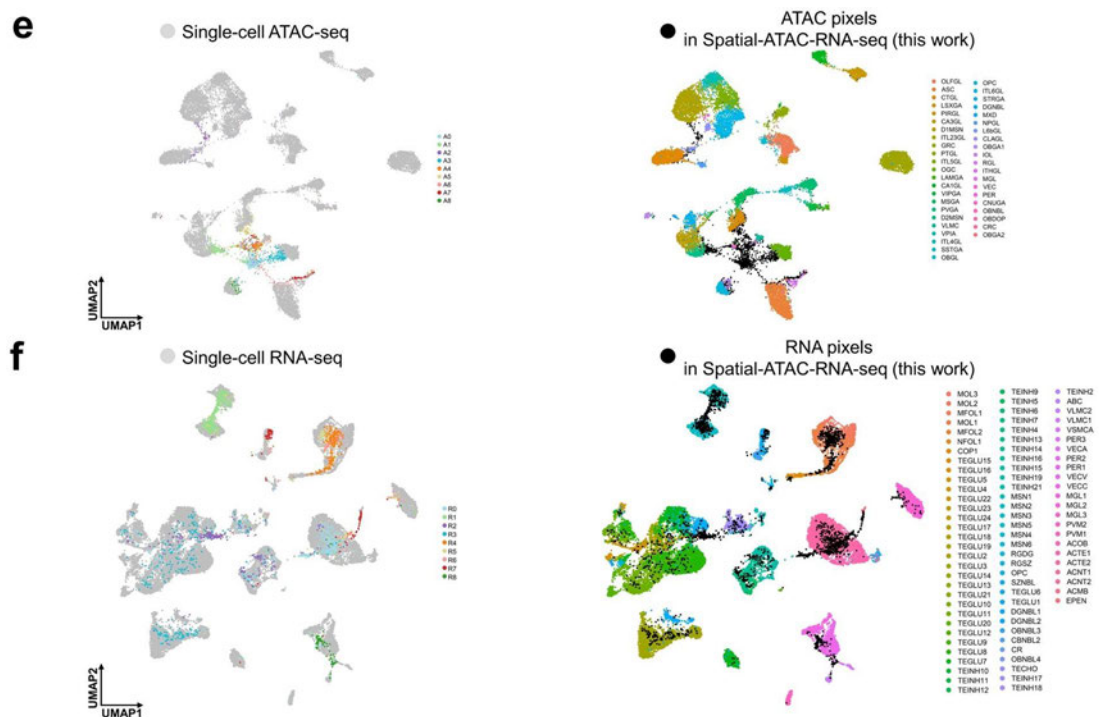 e
Single-cell ATAC-seq
ATAC pixels
in Spatial-ATAC-RNA-seq (this work)
A0
A1
A2
A3
A4
A5
A6
A7
A8
OLFGL
ASC
CTGL
LSXGA
PIRGL
CA3GL
D1MSN
ITL23GL
GRC
PTGL
ITL5GL
OGC
LAMGA
CA1GL
VIPGA
MSGA
PVGA
D2MSN
VLMC
VPIA
ITL4GL
SSTGA
OBGL
OPC
ITL6GL
STRGA
DGNBL
MXD
NPGL
L6bGL
CLAGL
OBGA1
IOL
RGL
ITHGL
MGL
VEC
PER
CNUGA
OBNBL
OBDOP
CRC
OBGA2
UMAP2
UMAP1
f
Single-cell RNA-seq
RNA pixels
in Spatial-ATAC-RNA-seq (this work)
R0
R1
R2
R3
R4
R5
R6
R7
R8
MOL3
MOL2
MFOL1
MOL1
MFOL2
NFOL1
COP1
TEGLU15
TEGLU16
TEGLU5
TEGLU4
TEGLU22
TEGLU23
TEGLU24
TEGLU17
TEGLU18
TEGLU19
TEGLU2
TEGLU3
TEGLU14
TEGLU13
TEGLU21
TEGLU10
TEGLU11
TEGLU20
TEGLU12
TEGLU9
TEGLU8
TEGLU7
TEINH10
TEINH11
TEINH12
TEINH9
TEINH5
TEINH6
TEINH7
TEINH4
TEINH13
TEINH14
TEINH16
TEINH15
TEINH19
TEINH21
MSN1
MSN2
MSN3
MSN5
MSN4
MSN6
RGDG
RGSZ
OPC
SZNBL
TEGLU6
TEGLU1
DGNBL1
DGNBL2
OBNBL3
CBNBL2
CR
OBNBL4
TECHO
TEINH17
TEINH18
TEINH2
ABC
VLMC2
VLMC1
VSMCA
PER3
VECA
PER2
PER1
VECV
VECC
MGL1
MGL2
MGL3
PVM2
PVM1
ACOB
ACTE1
ACTE2
ACNT1
ACNT2
ACMB
EPEN
UMAP2
UMAP1